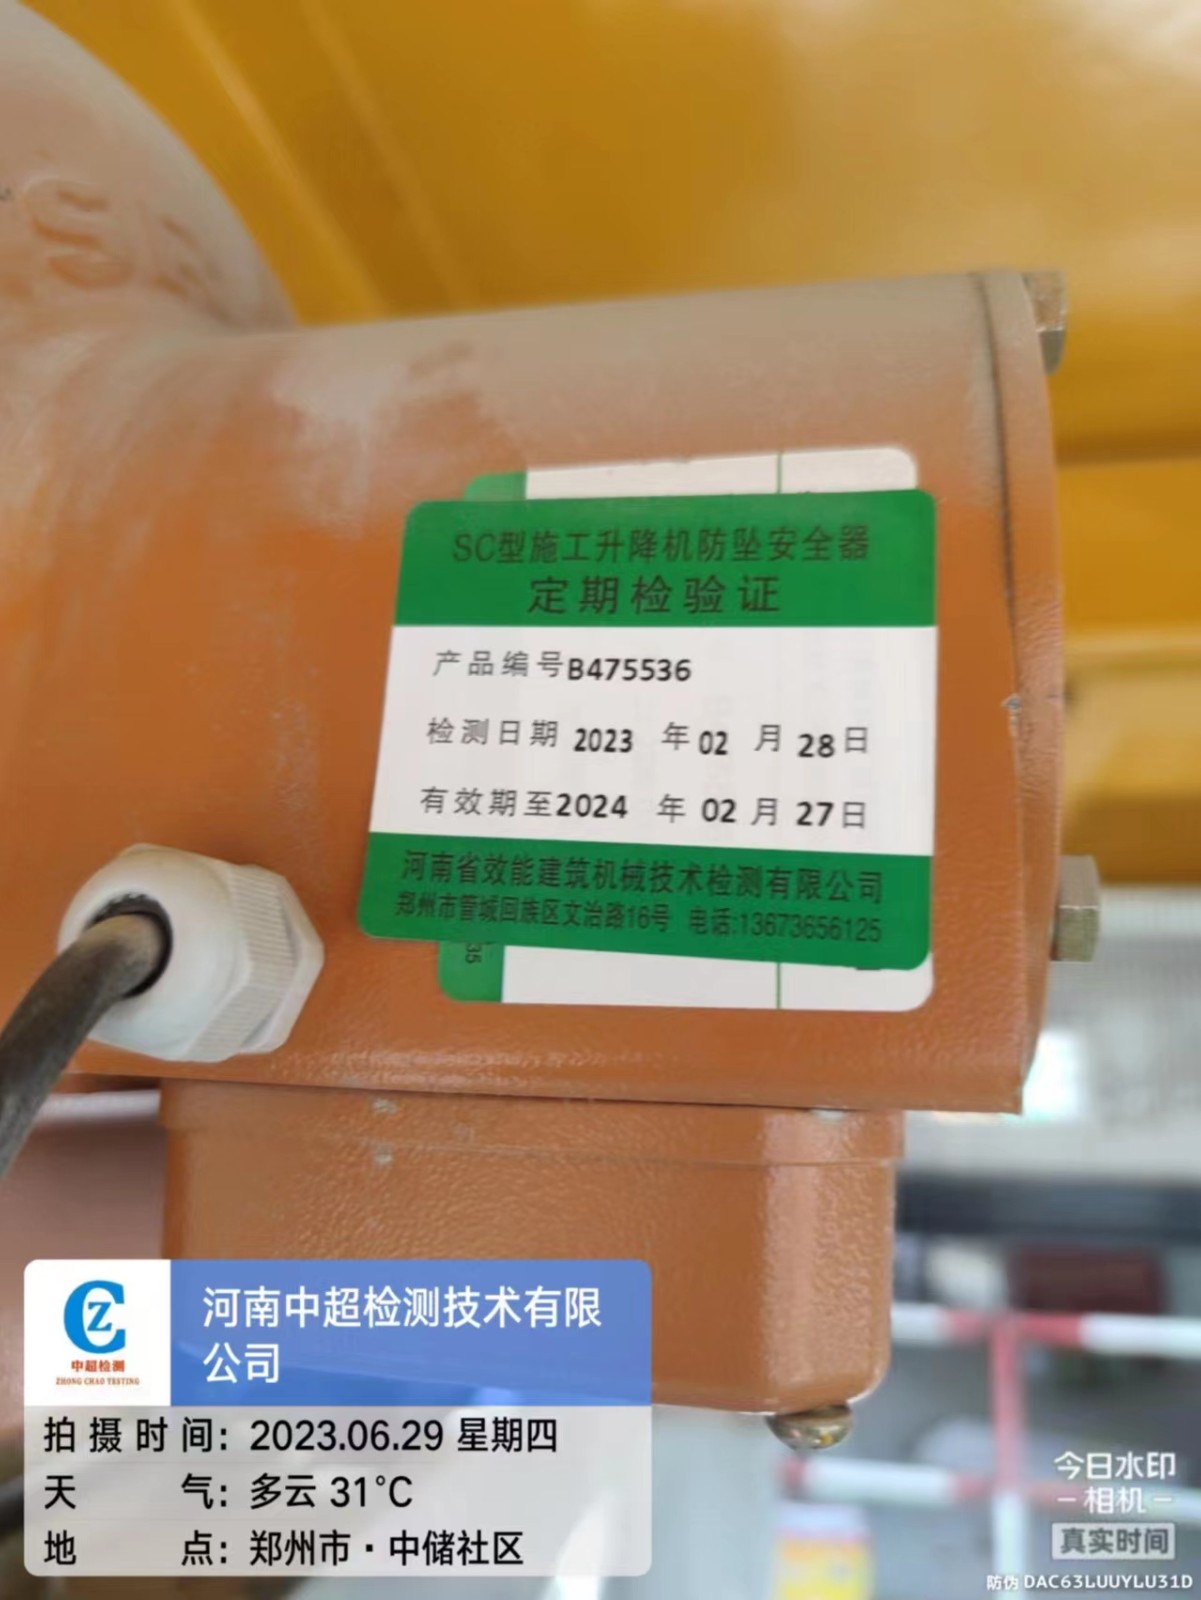 SC型施工升降机防坠安全器
定期检验证
产品编号B475536
检测日期 2023 年 02 月 28日
有效期至2024 年 02 月 27日
河南省效能建筑机械技术检测有限公司
郑州市管城回族区文治路16号 电话:13673656125
35
中超检测
ZHONG CHAO TESTING
河南中超检测技术有限
公司
拍摄时间: 2023.06.29 星期四
天 气: 多云 31°C
地 点: 郑州市·中储社区
今日水印
-相机-
真实时间
防伪 DAC63LUUYLU31D